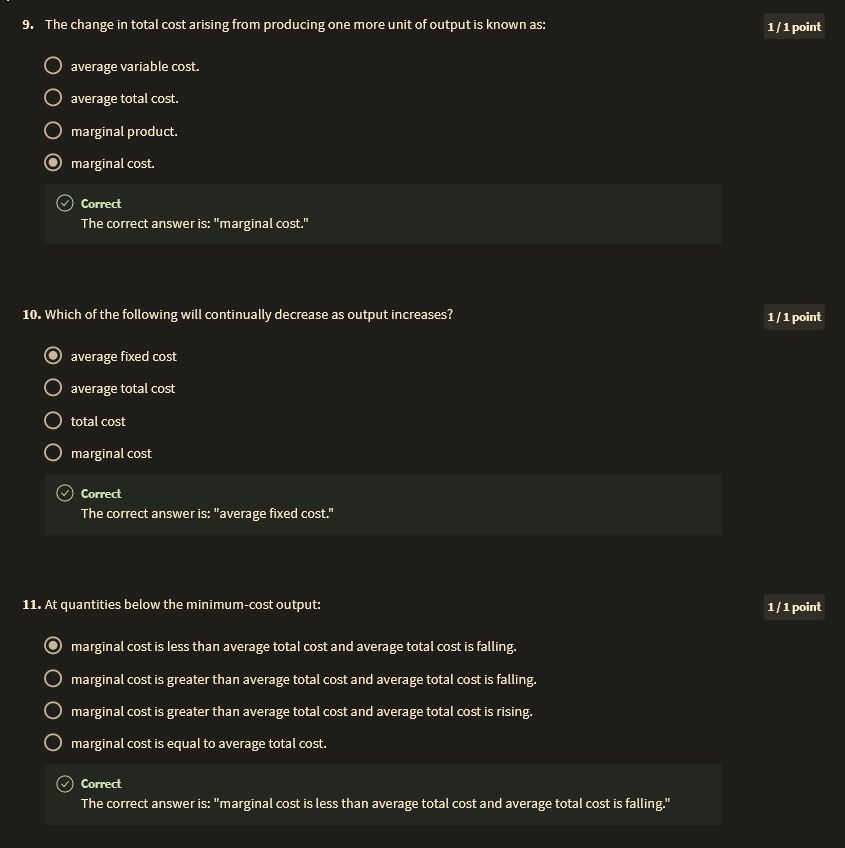 9. The change in total cost arising from producing one more unit of output is known as:
1 / 1 point
average variable cost.
average total cost.
marginal product.
marginal cost.
Correct
The correct answer is: "marginal cost."
10. Which of the following will continually decrease as output increases?
1 / 1 point
average fixed cost
average total cost
total cost
marginal cost
Correct
The correct answer is: "average fixed cost."
11. At quantities below the minimum-cost output:
1 / 1 point
marginal cost is less than average total cost and average total cost is falling.
marginal cost is greater than average total cost and average total cost is falling.
marginal cost is greater than average total cost and average total cost is rising.
marginal cost is equal to average total cost.
Correct
The correct answer is: "marginal cost is less than average total cost and average total cost is falling."